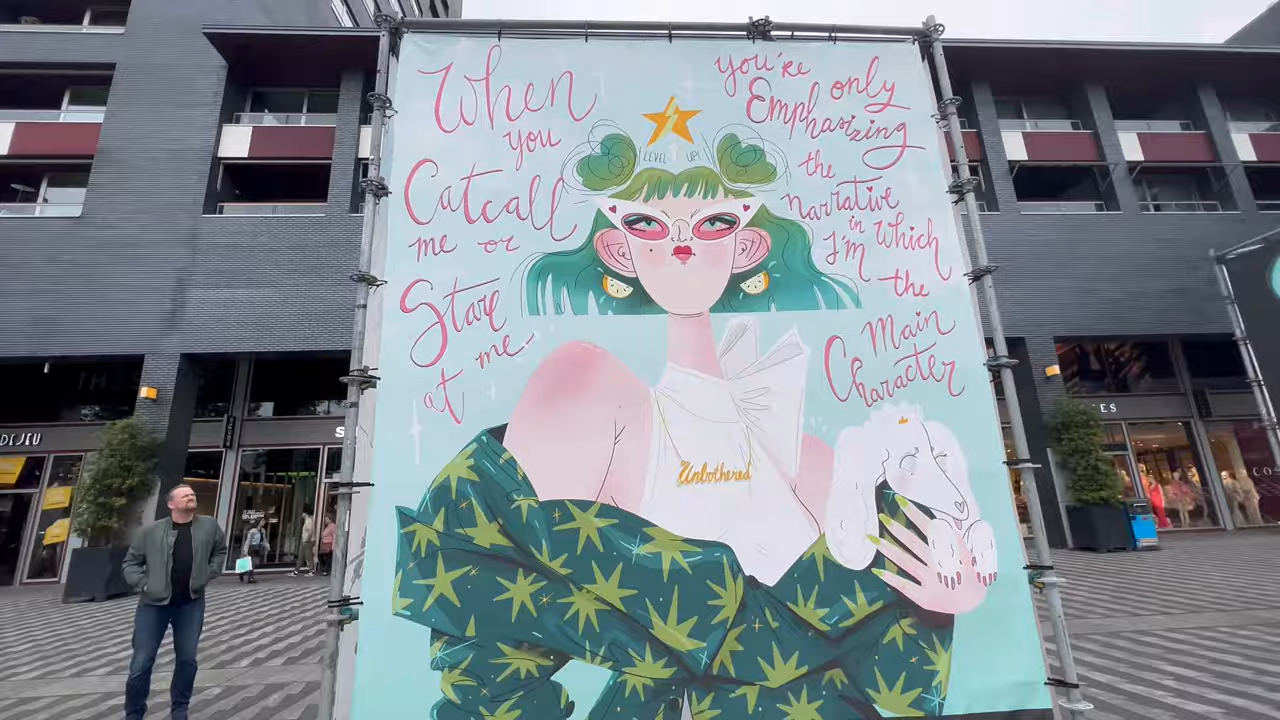 When
you
Catcall
me or
Stare
at me-
you're only
Emphasizing
the
narrative
in
I'm which
the
Main
Character
LEVEL UP!
Unbothered
DEJEU